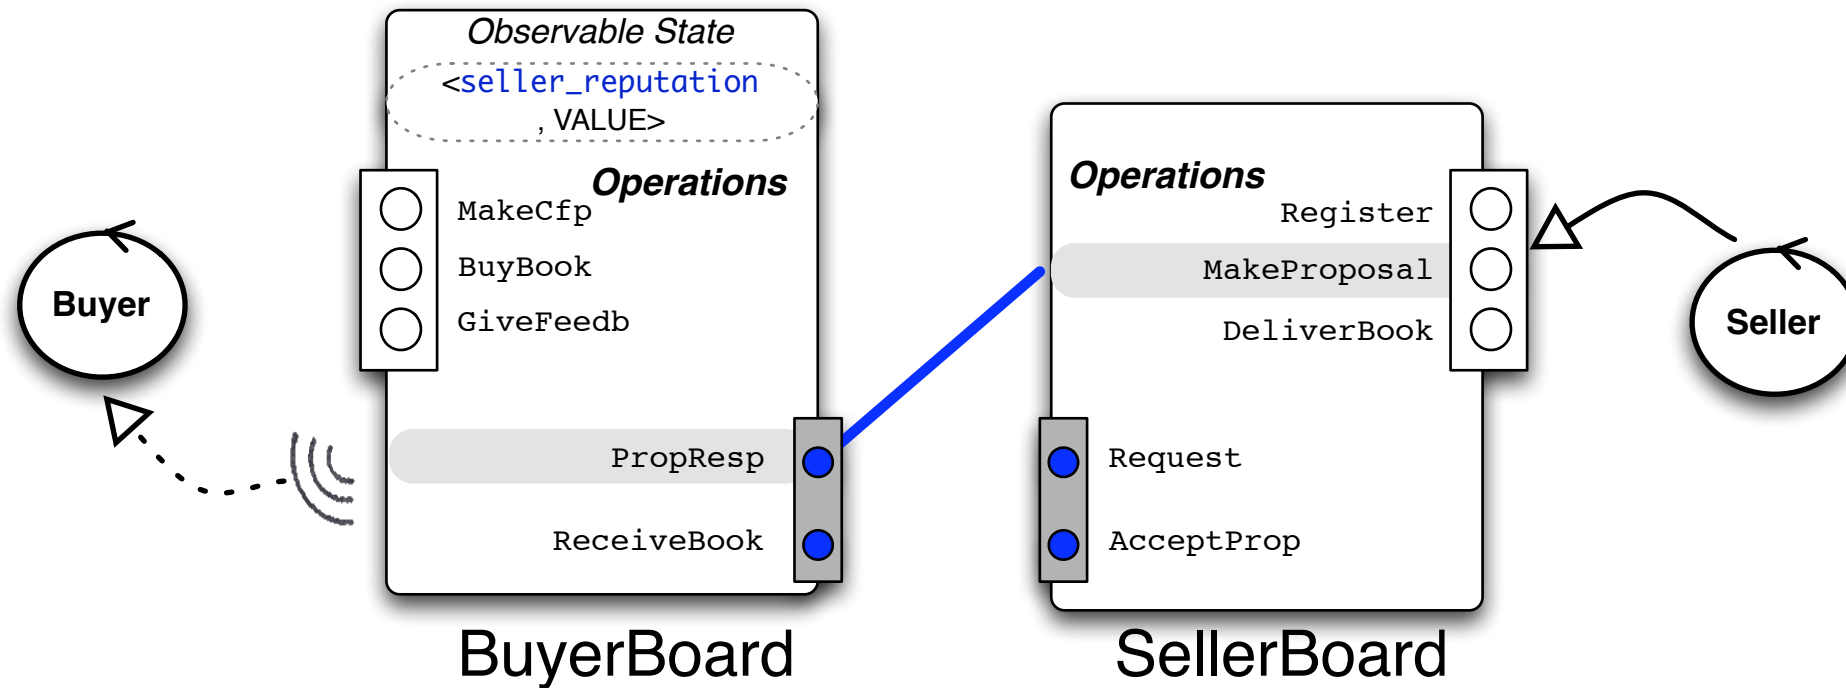 Observable State
<seller_reputation
, VALUE>
Operations
MakeCfp
BuyBook
GiveFeedb
PropResp
ReceiveBook
BuyerBoard
Buyer
Operations
Register
MakeProposal
DeliverBook
Request
AcceptProp
SellerBoard
Seller